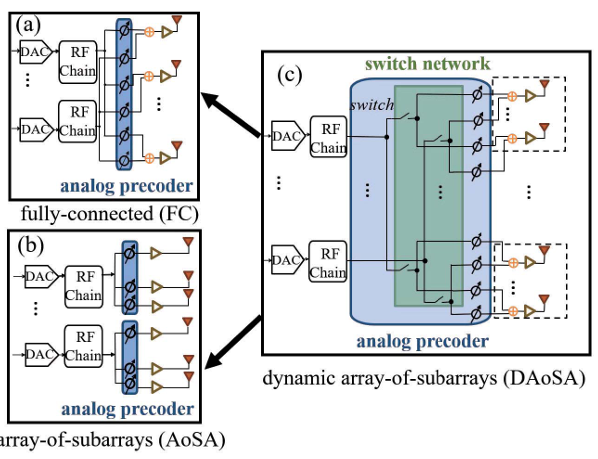 (a)
DAC
RF
Chain
DAC
RF
Chain
analog precoder
fully-connected (FC)
(b)
DAC
RF
Chain
DAC
RF
Chain
analog precoder
array-of-subarrays (AoSA)
switch network
(c)
switch
DAC
RF
Chain
DAC
RF
Chain
analog precoder
dynamic array-of-subarrays (DAoSA)